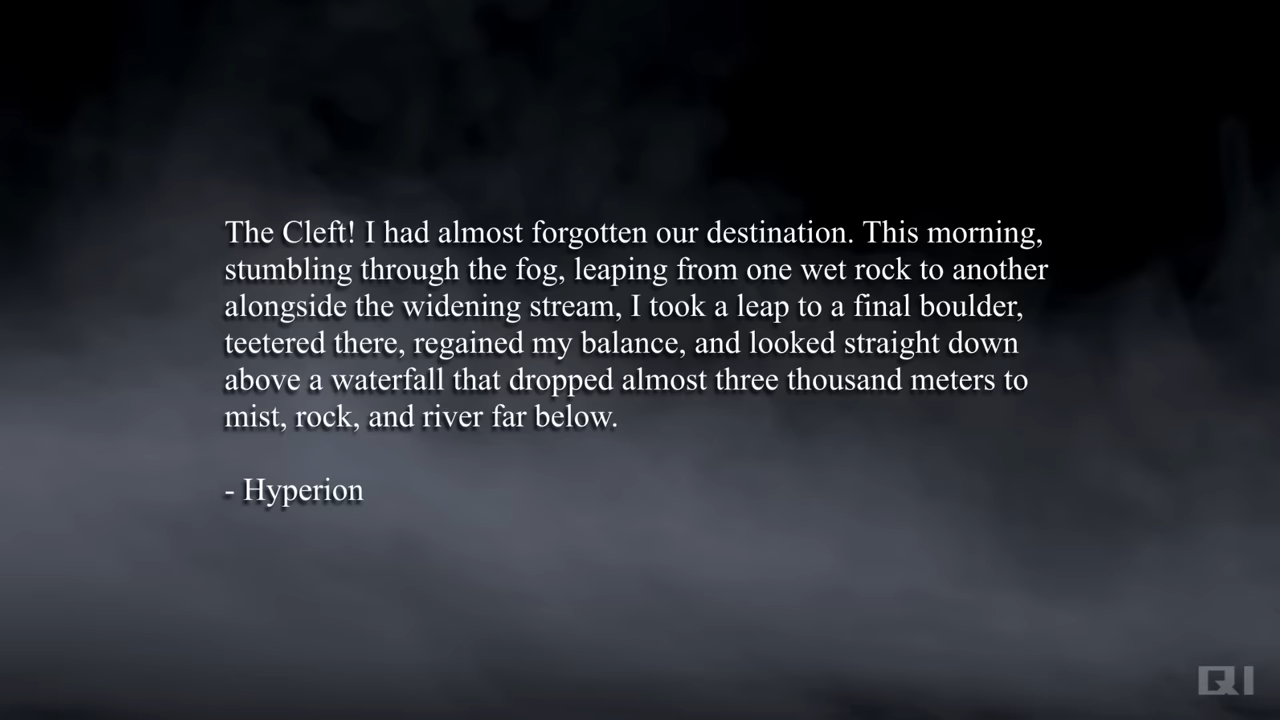 The Cleft! I had almost forgotten our destination. This morning,
stumbling through the fog, leaping from one wet rock to another
alongside the widening stream, I took a leap to a final boulder,
teetered there, regained my balance, and looked straight down
above a waterfall that dropped almost three thousand meters to
mist, rock, and river far below.
- Hyperion
QI